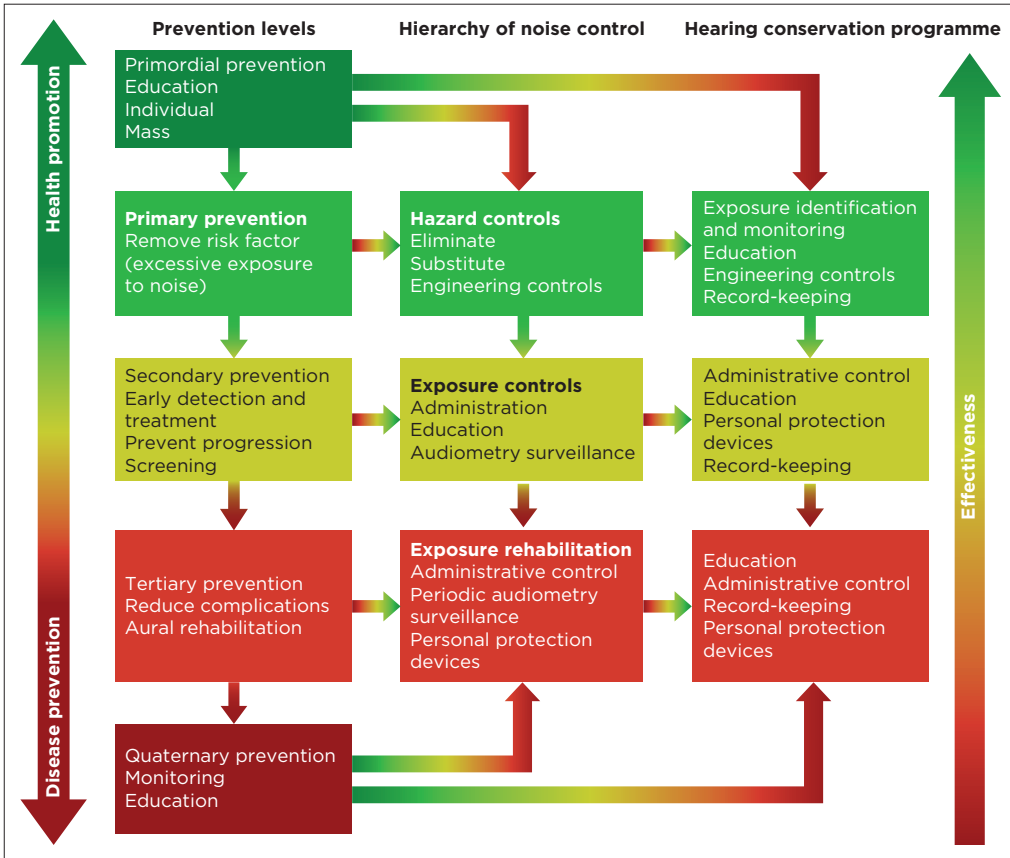 Prevention levels
Hierarchy of noise control
Hearing conservation programme
Health promotion
Disease prevention
Primordial prevention
Education
Individual
Mass
Primary prevention
Remove risk factor
(excessive exposure
to noise)
Hazard controls
Eliminate
Substitute
Engineering controls
Exposure identification
and monitoring
Education
Engineering controls
Record-keeping
Secondary prevention
Early detection and
treatment
Prevent progression
Screening
Exposure controls
Administration
Education
Audiometry surveillance
Administrative control
Education
Personal protection
devices
Record-keeping
Tertiary prevention
Reduce complications
Aural rehabilitation
Exposure rehabilitation
Administrative control
Periodic audiometry
surveillance
Personal protection
devices
Education
Administrative control
Record-keeping
Personal protection
devices
Quaternary prevention
Monitoring
Education
Effectiveness